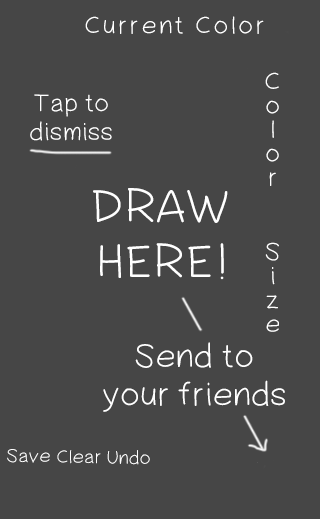 Current Color
Color
Tap to
dismiss
DRAW
HERE!
Size
Send to
your friends
Save Clear Undo